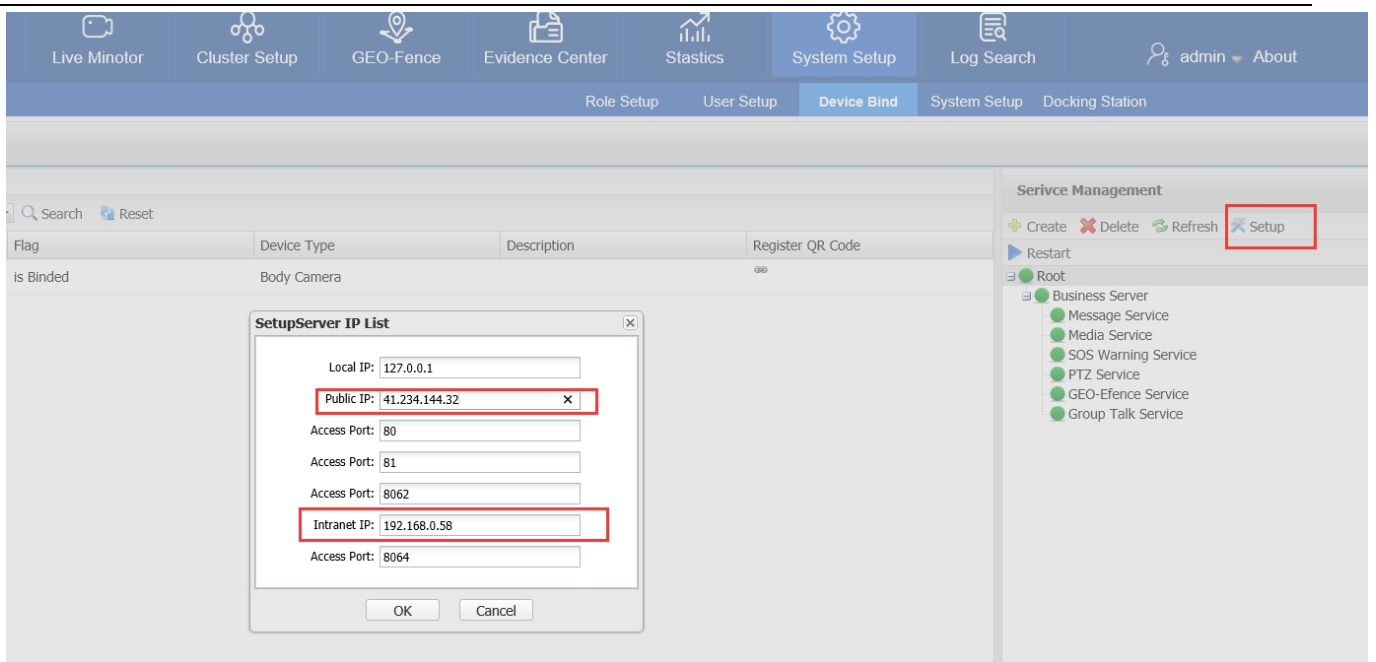 Live Minotor Cluster Setup GEO-Fence Evidence Center Stastics System Setup Log Search admin About
Role Setup User Setup Device Bind System Setup Docking Station
Serivce Management
Search Reset
Create Delete Refresh Setup
Flag Device Type Description Register QR Code
Restart
is Binded Body Camera
Root
Business Server
Message Service
Media Service
SOS Warning Service
PTZ Service
GEO-Efence Service
Group Talk Service
SetupServer IP List
Local IP: 127.0.0.1
Public IP: 41.234.144.32
Access Port: 80
Access Port: 81
Access Port: 8062
Intranet IP: 192.168.0.58
Access Port: 8064
OK Cancel